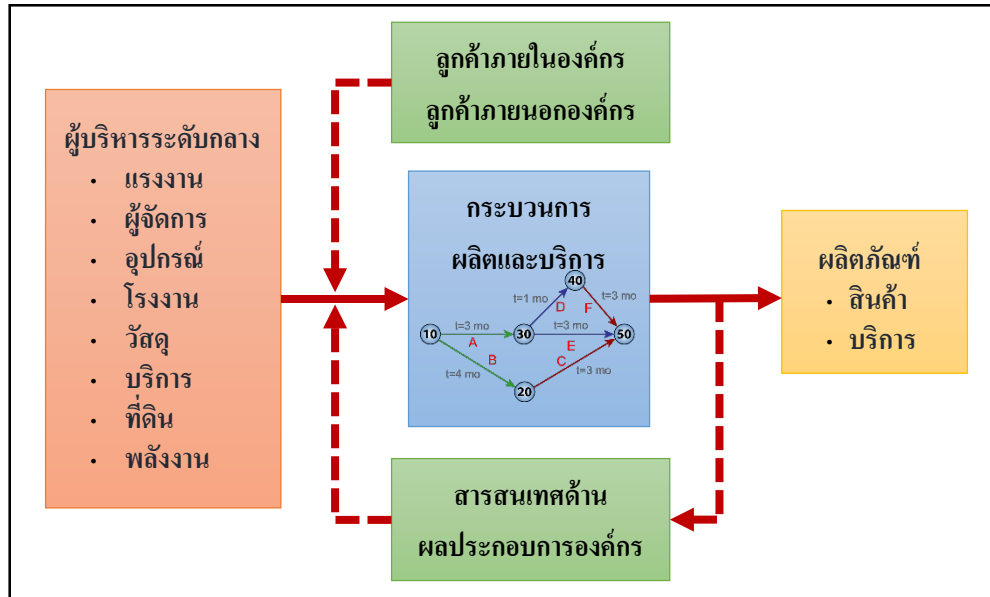 ลูกค้าภายในองค์กร
ลูกค้าภายนอกองค์กร
ผู้บริหารระดับกลาง
• แรงงาน
• ผู้จัดการ
• อุปกรณ์
• โรงงาน
• วัสดุ
• บริการ
• ที่ดิน
• พลังงาน
กระบวนการ
ผลิตและบริการ
40
t=1 mo
t=3 mo
D
F
10
t=3 mo
30
t=3 mo
50
A
E
B
C
t=4 mo
t=3 mo
20
ผลิตภัณฑ์
• สินค้า
• บริการ
สารสนเทศด้าน
ผลประกอบการองค์กร